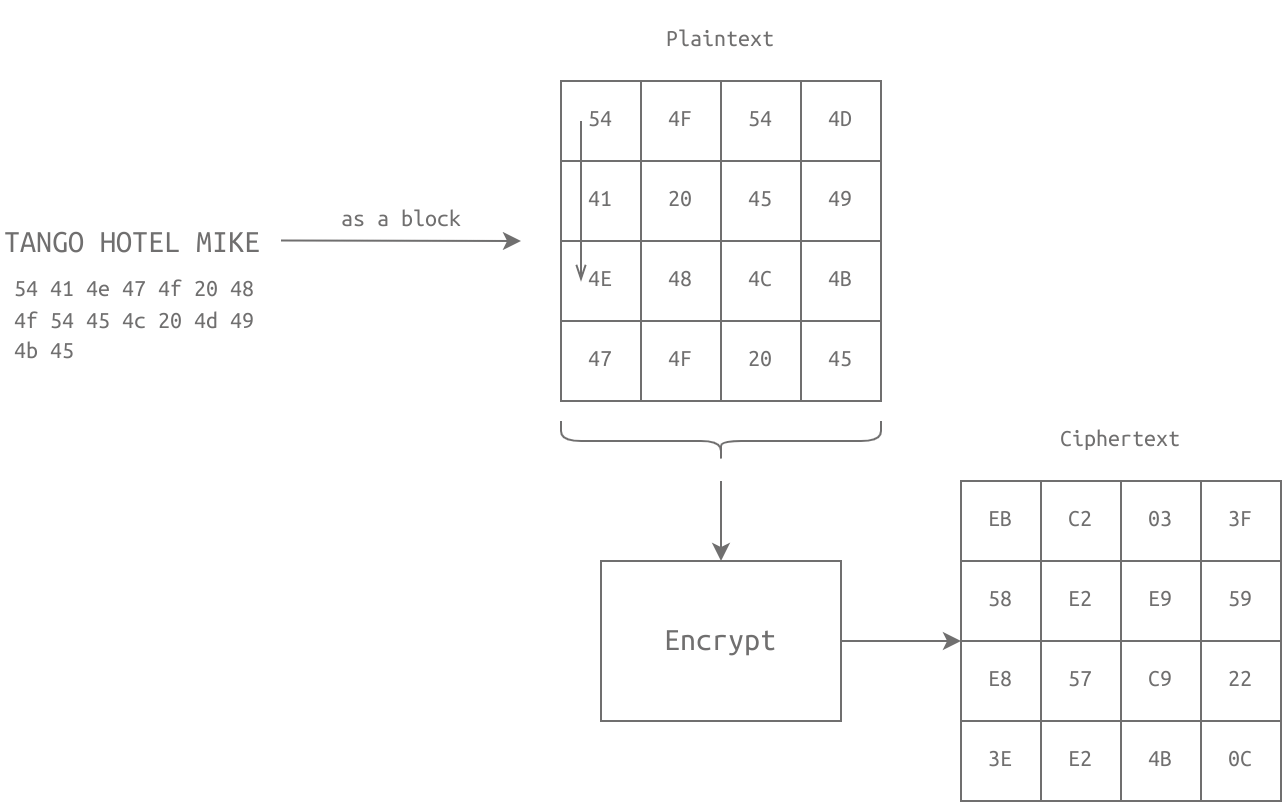 Plaintext
54 4F 54 4D
41 20 45 49
4E 48 4C 4B
47 4F 20 45
as a block
TANGO HOTEL MIKE
54 41 4e 47 4f 20 48
4f 54 45 4c 20 4d 49
4b 45
Encrypt
Ciphertext
EB C2 03 3F
58 E2 E9 59
E8 57 C9 22
3E E2 4B 0C